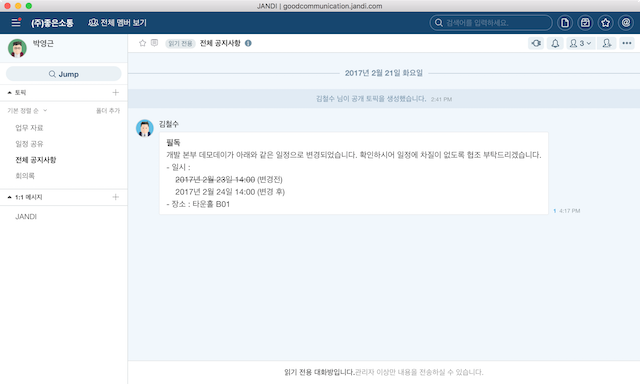 JANDI | goodcommunication.jandi.com
(주)좋은소통
전체 멤버 보기
검색어를 입력하세요.
박영근
Jump
토픽
기본 정렬 순
폴더 추가
업무 자료
일정 공유
전체 공지사항
회의록
1:1 메시지
JANDI
읽기 전용
전체 공지사항
3
2017년 2월 21일 화요일
김철수 님이 공개 토픽을 생성했습니다. 2:41 PM
김철수
필독
개발 본부 데모데이가 아래와 같은 일정으로 변경되었습니다. 확인하시어 일정에 차질이 없도록 협조 부탁드리겠습니다.
- 일시 :
2017년 2월 23일 14:00 (변경전)
2017년 2월 24일 14:00 (변경 후)
- 장소 : 타운홀 B01
1 4:17 PM
읽기 전용 대화방입니다.관리자 이상만 내용을 전송하실 수 있습니다.